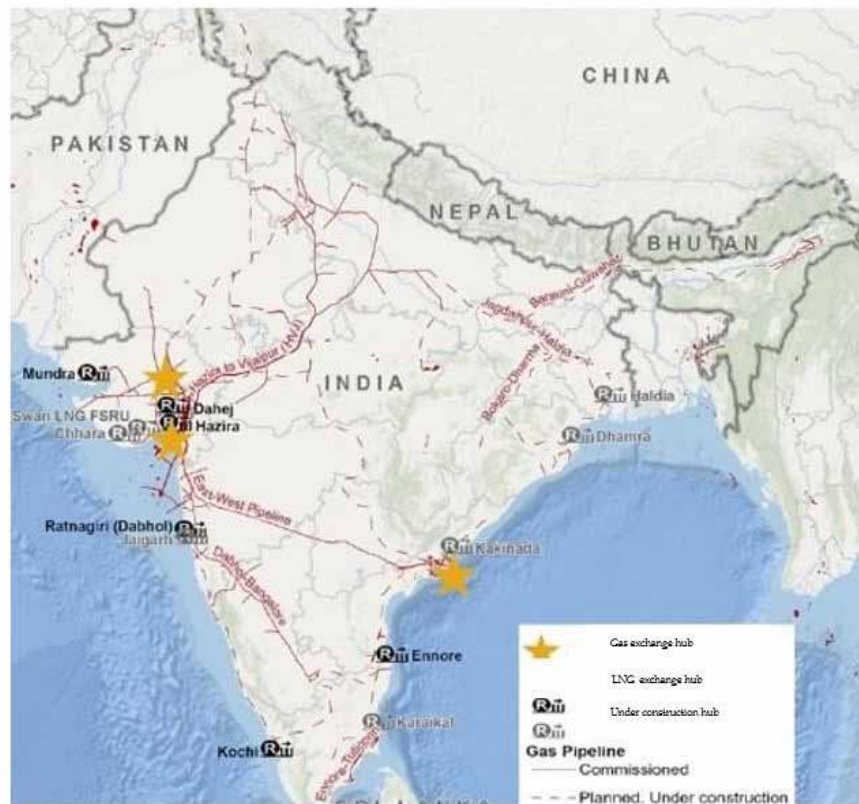 CHINA
PAKISTAN
NEPAL
BHUTAN
Barauni-Guwahati
Jagdishpur-Haldia
Hazira to Vijaipur (HVJ)
Mundra
INDIA
Bokaro-Dhamra
Dahej
Haldia
Swan LNG FSRU
Hazira
Chhara
Dhamra
East-West Pipeline
Ratnagiri (Dabhol)
Jaigarh
Kakinada
Dabhol-Bangalore
Ennore
Karaikal
Kochi
Ennore-Tuticorin
Gas exchange hub
LNG exchange hub
Under construction hub
Gas Pipeline
Commissioned
Planned, Under construction